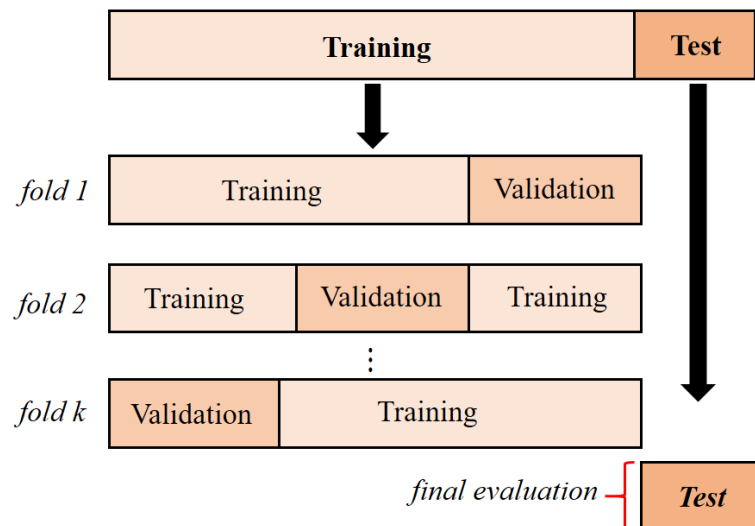 Training Test
fold 1 Training Validation
fold 2 Training Validation Training
⋮
fold k Validation Training
final evaluation Test